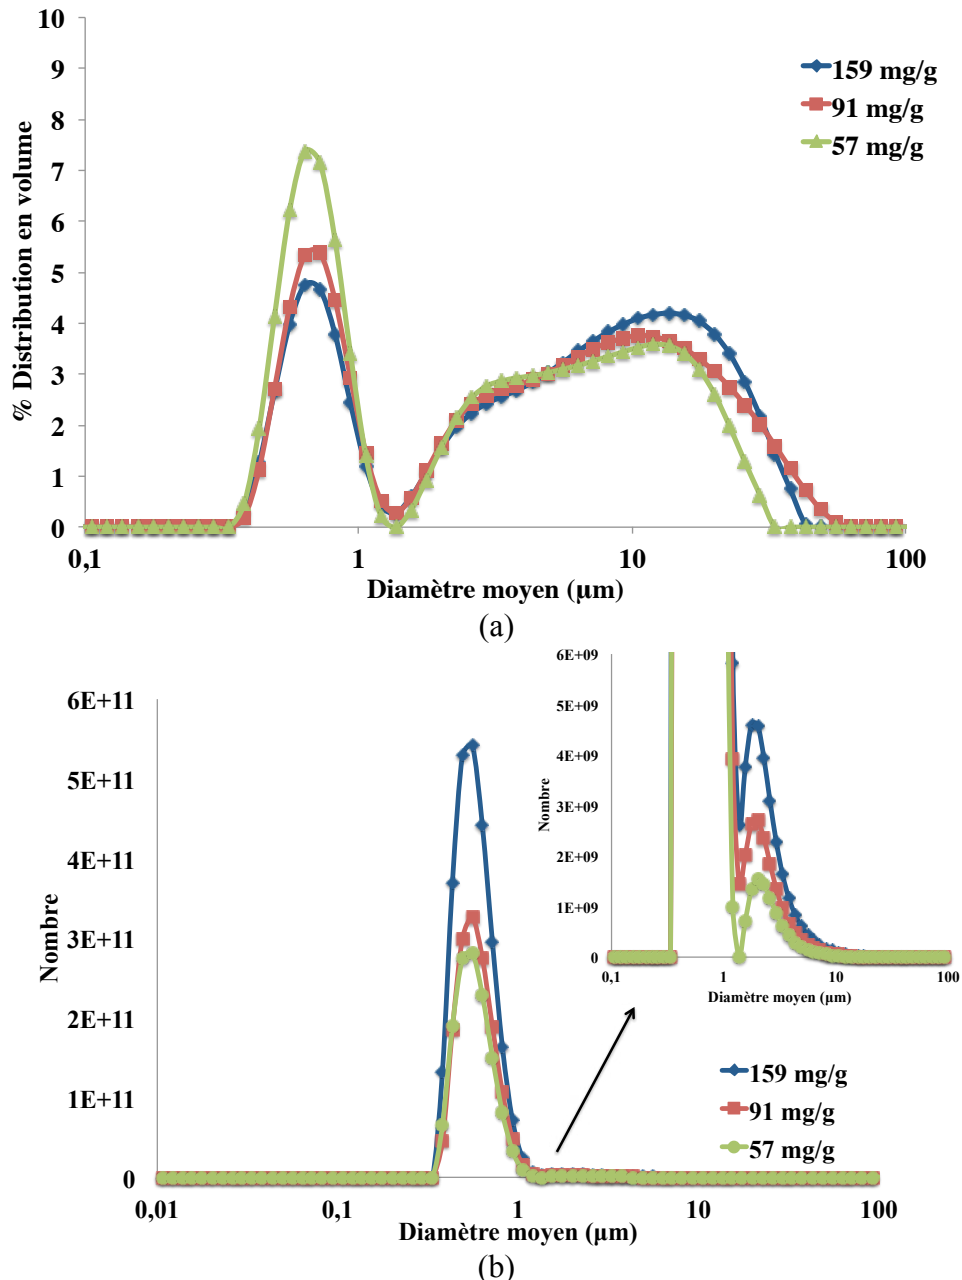 10
9
8
7
6
5
4
3
2
1
0
% Distribution en volume
159 mg/g
91 mg/g
57 mg/g
0,1
1
10
100
Diamètre moyen (µm)
(a)
6E+11
5E+11
4E+11
3E+11
2E+11
1E+11
0
Nombre
6E+09
5E+09
4E+09
3E+09
2E+09
1E+09
0
Nombre
0,1
1
10
100
Diamètre moyen (µm)
159 mg/g
91 mg/g
57 mg/g
0,01
0,1
1
10
100
Diamètre moyen (µm)
(b)